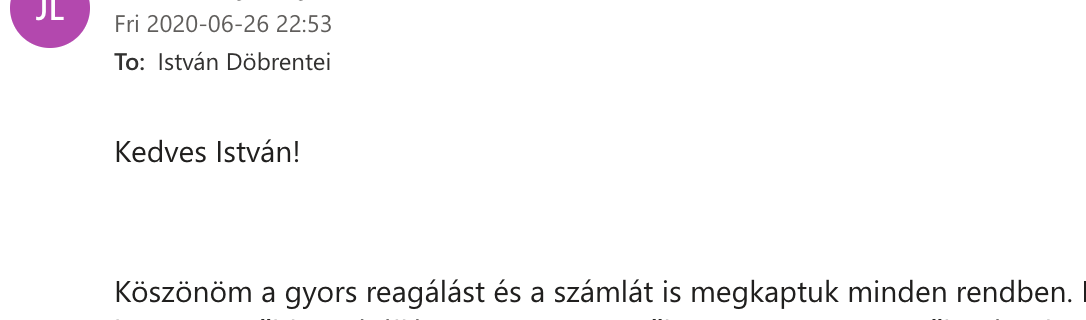 JL
Fri 2020-06-26 22:53
To: István Döbrentei
Kedves István!
Köszönöm a gyors reagálást és a számlát is megkaptuk minden rendben.